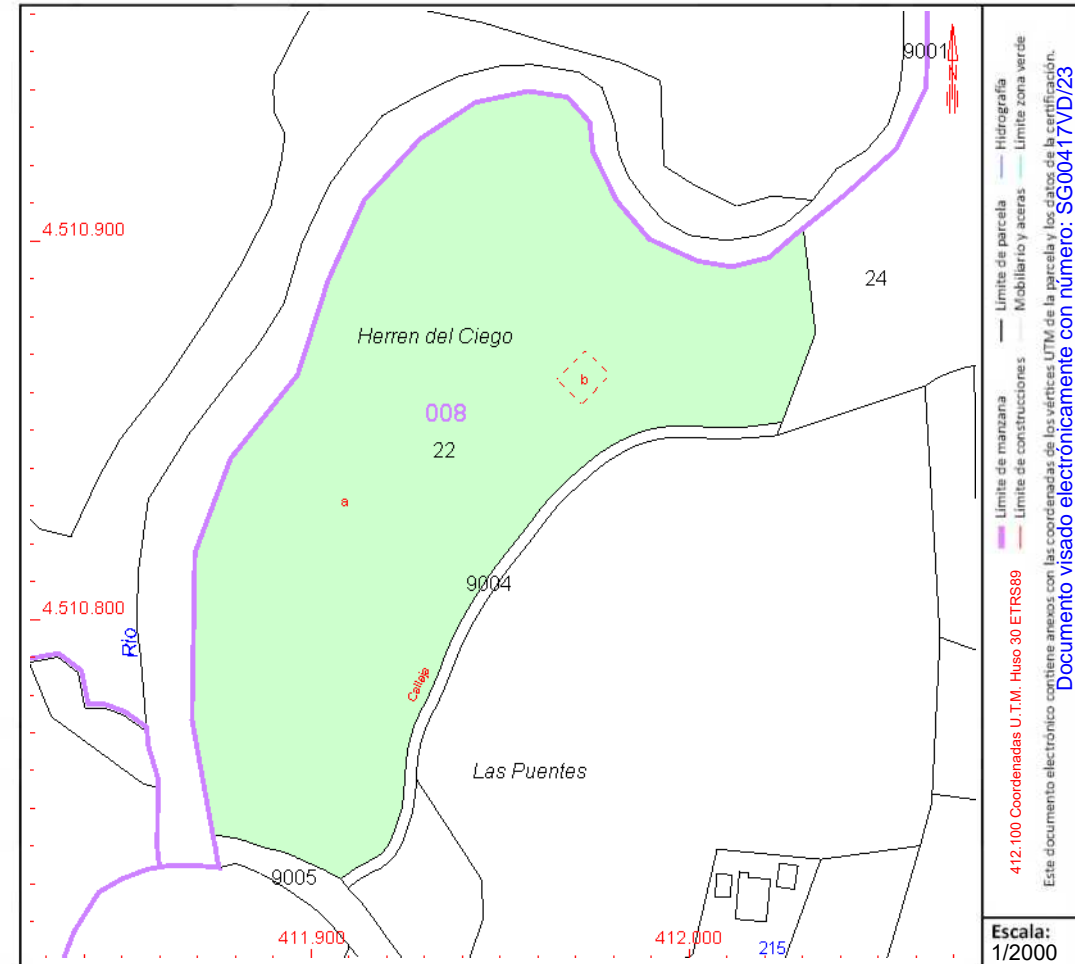 9001
N
4.510.900
24
Herren del Ciego
b
008
22
a
9004
4.510.800
Río
Calleja
Las Puentes
9005
411.900
412.000
215
Límite de manzana
Límite de parcela
Hidrografía
Límite de construcciones
Mobiliario y aceras
Límite zona verde
412.100 Coordenadas U.T.M. Huso 30 ETRS89
Este documento electrónico contiene anexos con las coordenadas de los vértices UTM de la parcela y los datos de la certificación.
Documento visado electrónicamente con número: SG00417VD/23
Escala:
1/2000